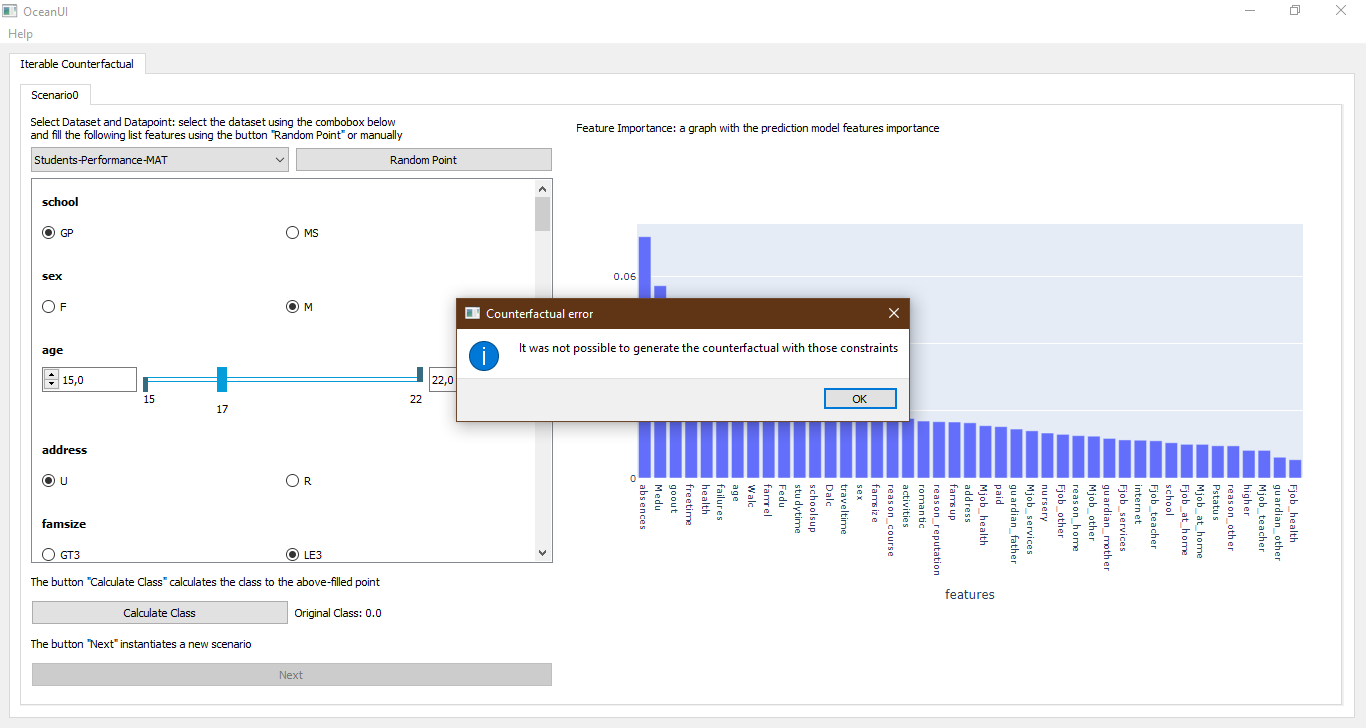 OceanUI
Help
Iterable Counterfactual
Scenario0
Select Dataset and Datapoint: select the dataset using the combobox below
and fill the following list features using the button "Random Point" or manually
Students-Performance-MAT
Random Point
school
GP
MS
sex
F
M
age
15,0
15
17
22
22,0
address
U
R
famsize
GT3
LE3
The button "Calculate Class" calculates the class to the above-filled point
Calculate Class
Original Class: 0.0
The button "Next" instantiates a new scenario
Next
Feature Importance: a graph with the prediction model features importance
0.06
0
absences
Medu
goout
freetime
health
failures
age
Walc
famrel
Fedu
studytime
schoolsup
Dalc
traveltime
sex
famsize
reason_course
activities
romantic
reason_reputation
famsup
address
Mjob_health
paid
guardian_father
Mjob_services
nursery
Fjob_other
reason_home
Mjob_other
guardian_mother
Fjob_services
internet
Fjob_teacher
school
Fjob_at_home
Mjob_at_home
Pstatus
reason_other
higher
Mjob_teacher
guardian_other
Fjob_health
features
Counterfactual error
It was not possible to generate the counterfactual with those constraints
OK